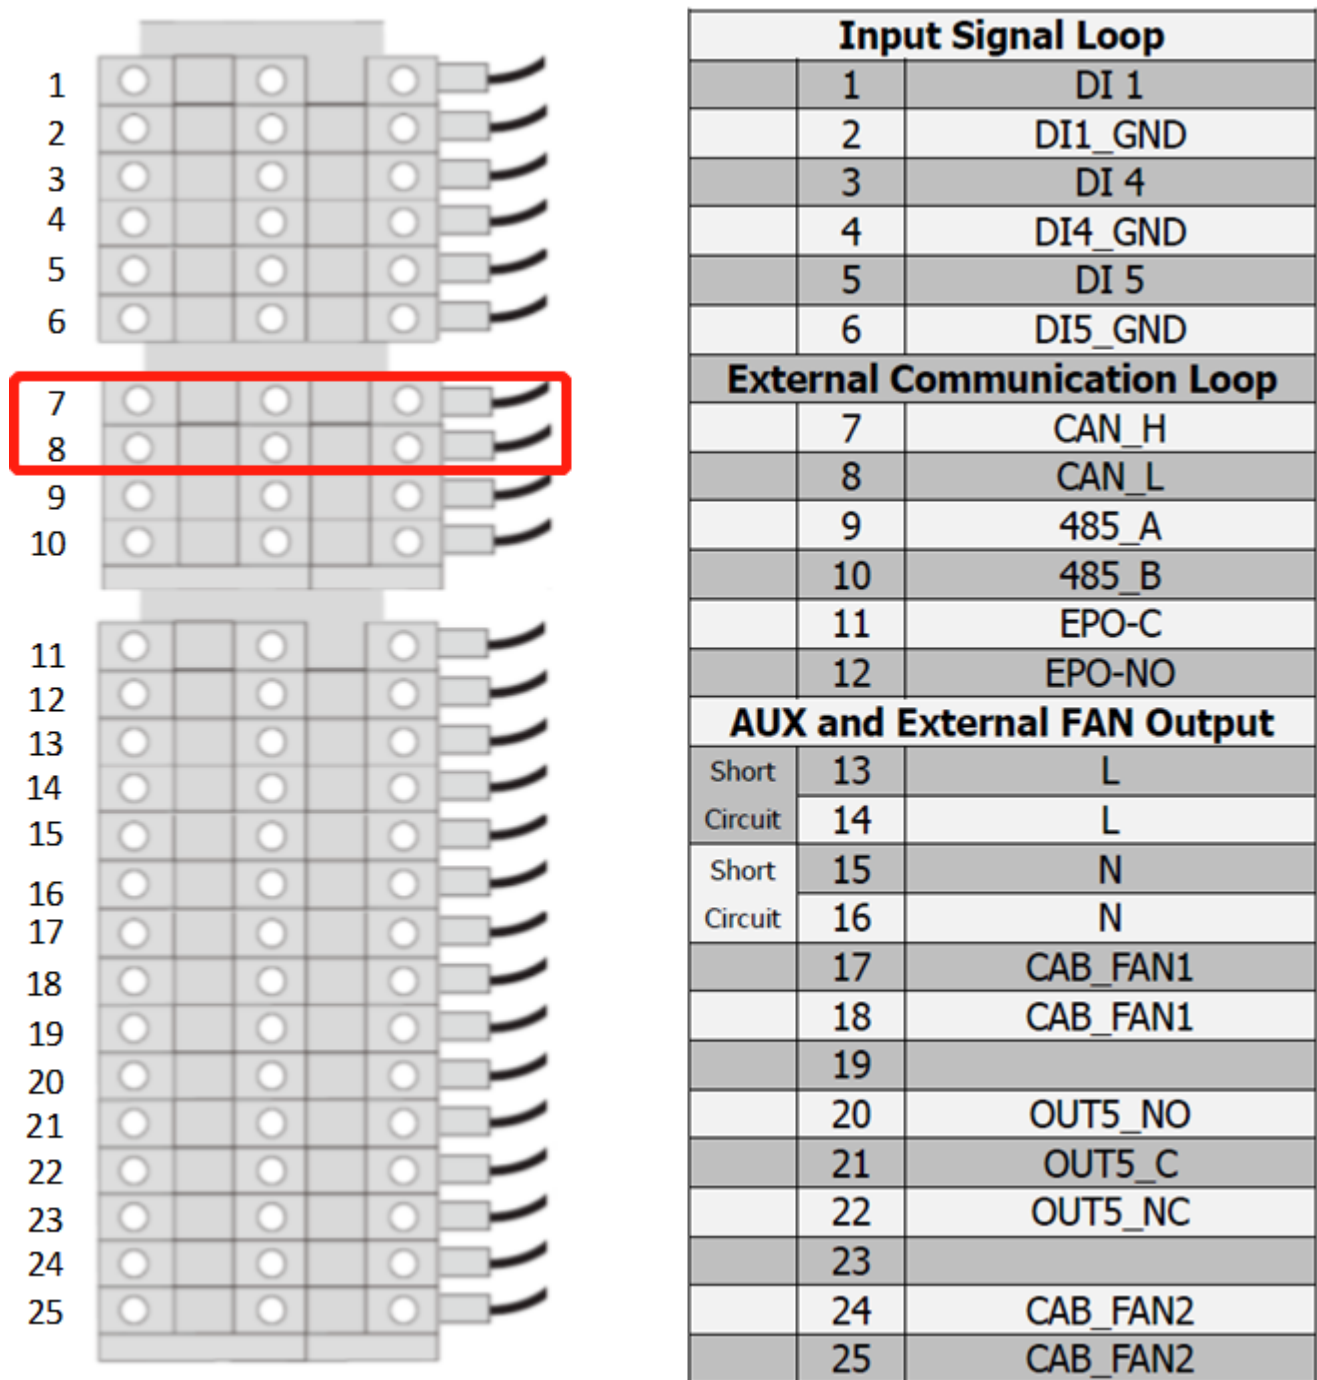 1
2
3
4
5
6
7
8
9
10
11
12
13
14
15
16
17
18
19
20
21
22
23
24
25
Input Signal Loop
1 DI 1
2 DI1_GND
3 DI 4
4 DI4_GND
5 DI 5
6 DI5_GND
External Communication Loop
7 CAN_H
8 CAN_L
9 485_A
10 485_B
11 EPO-C
12 EPO-NO
AUX and External FAN Output
Short 13 L
Circuit 14 L
Short 15 N
Circuit 16 N
17 CAB_FAN1
18 CAB_FAN1
19
20 OUT5_NO
21 OUT5_C
22 OUT5_NC
23
24 CAB_FAN2
25 CAB_FAN2